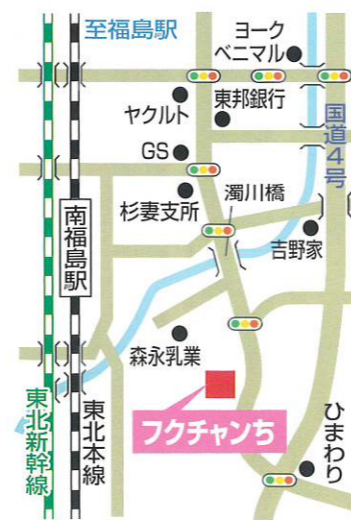 至福島駅
ヨーク
ベニマル
ヤクルト
東邦銀行
国道4号
GS
杉妻支所
濁川橋
吉野家
南福島駅
森永乳業
フクチャンち
ひまわり
東北新幹線
東北本線